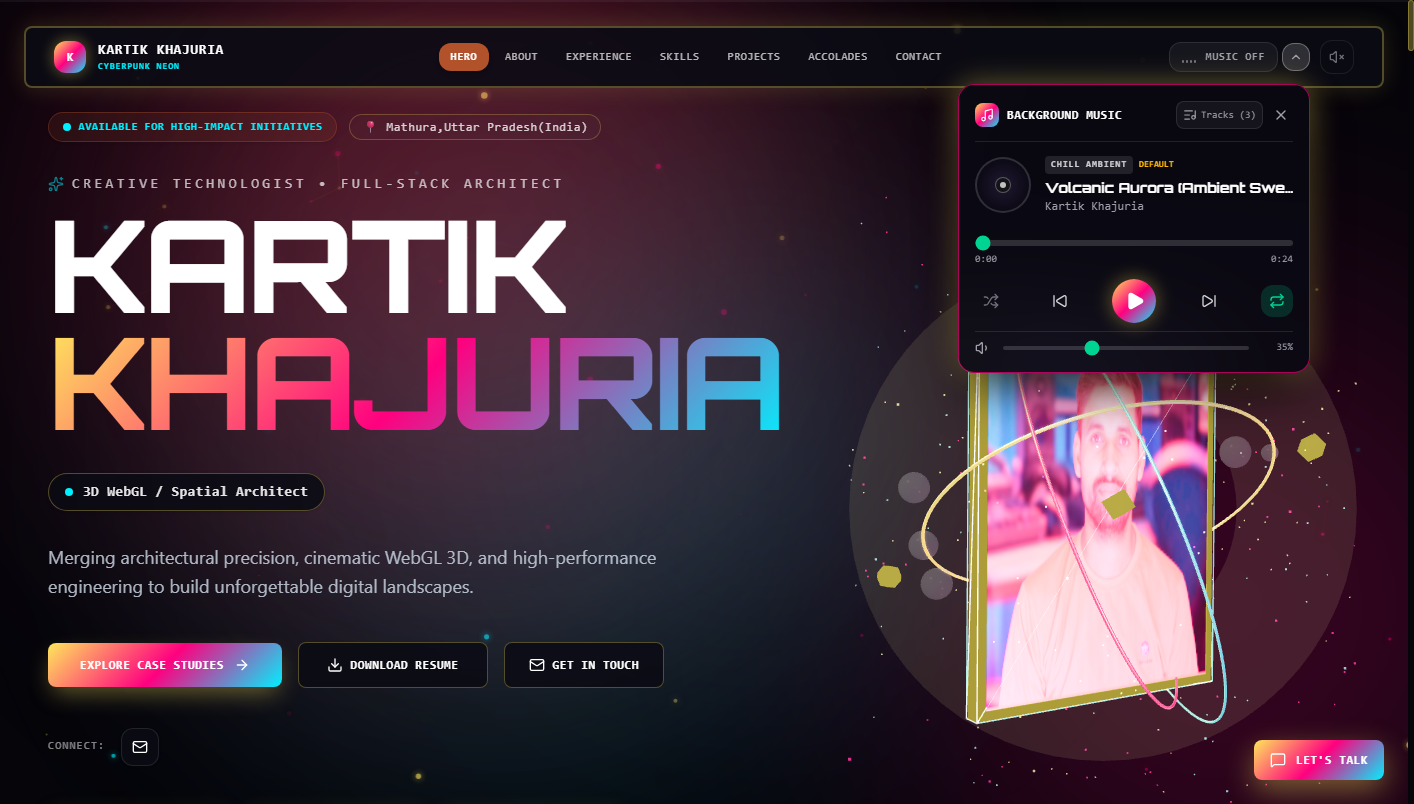 K
KARTIK KHAJURIA
CYBERPUNK NEON
HERO
ABOUT
EXPERIENCE
SKILLS
PROJECTS
ACCOLADES
CONTACT
MUSIC OFF
AVAILABLE FOR HIGH-IMPACT INITIATIVES
Mathura,Uttar Pradesh(India)
CREATIVE TECHNOLOGIST • FULL-STACK ARCHITECT
KARTIK
KHAJURIA
3D WebGL / Spatial Architect
Merging architectural precision, cinematic WebGL 3D, and high-performance
engineering to build unforgettable digital landscapes.
EXPLORE CASE STUDIES
DOWNLOAD RESUME
GET IN TOUCH
CONNECT:
BACKGROUND MUSIC
Tracks (3)
CHILL AMBIENT
DEFAULT
Volcanic Aurora (Ambient Swe…
Kartik Khajuria
0:00
0:24
35%
LET'S TALK